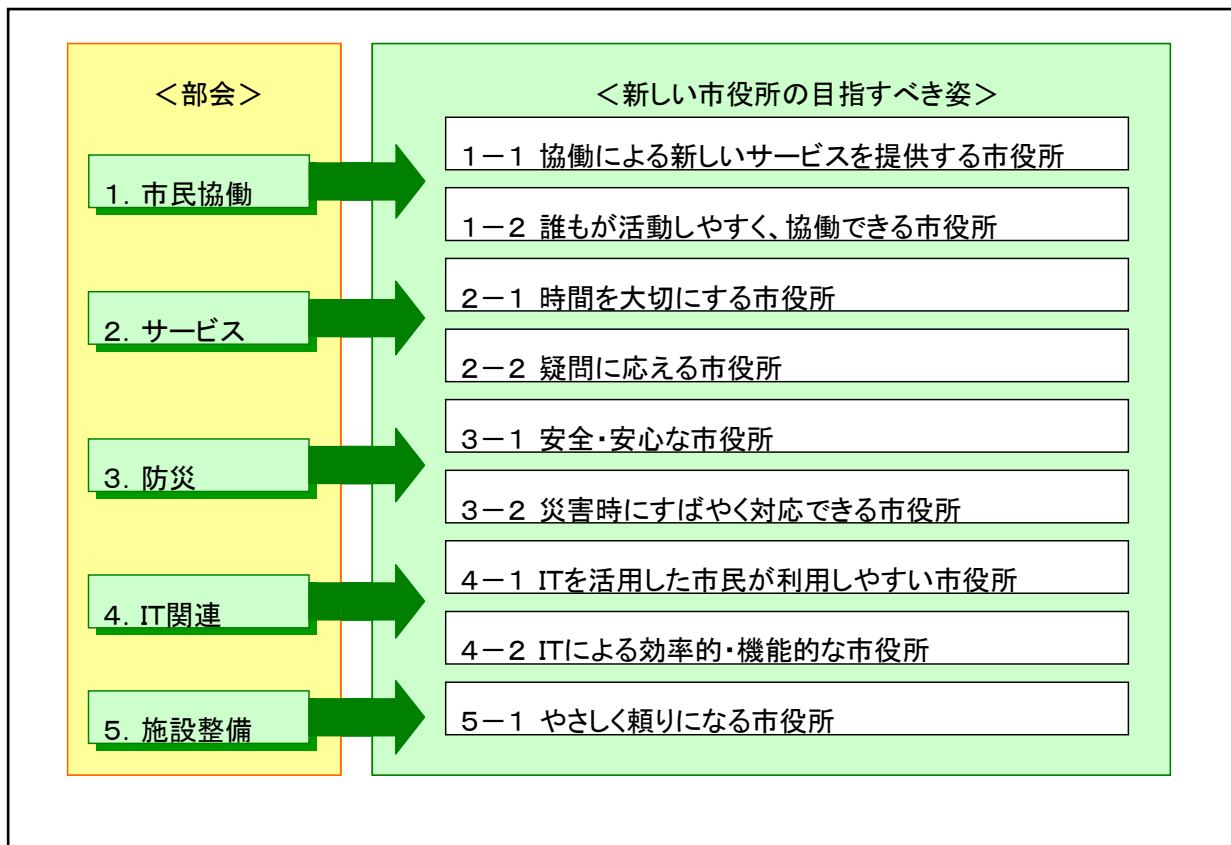 ＜部会＞
1．市民協働
2．サービス
3．防災
4．IT関連
5．施設整備
＜新しい市役所の目指すべき姿＞
1－1 協働による新しいサービスを提供する市役所
1－2 誰もが活動しやすく、協働できる市役所
2－1 時間を大切にする市役所
2－2 疑問に応える市役所
3－1 安全・安心な市役所
3－2 災害時にすばやく対応できる市役所
4－1 ITを活用した市民が利用しやすい市役所
4－2 ITによる効率的・機能的な市役所
5－1 やさしく頼りになる市役所